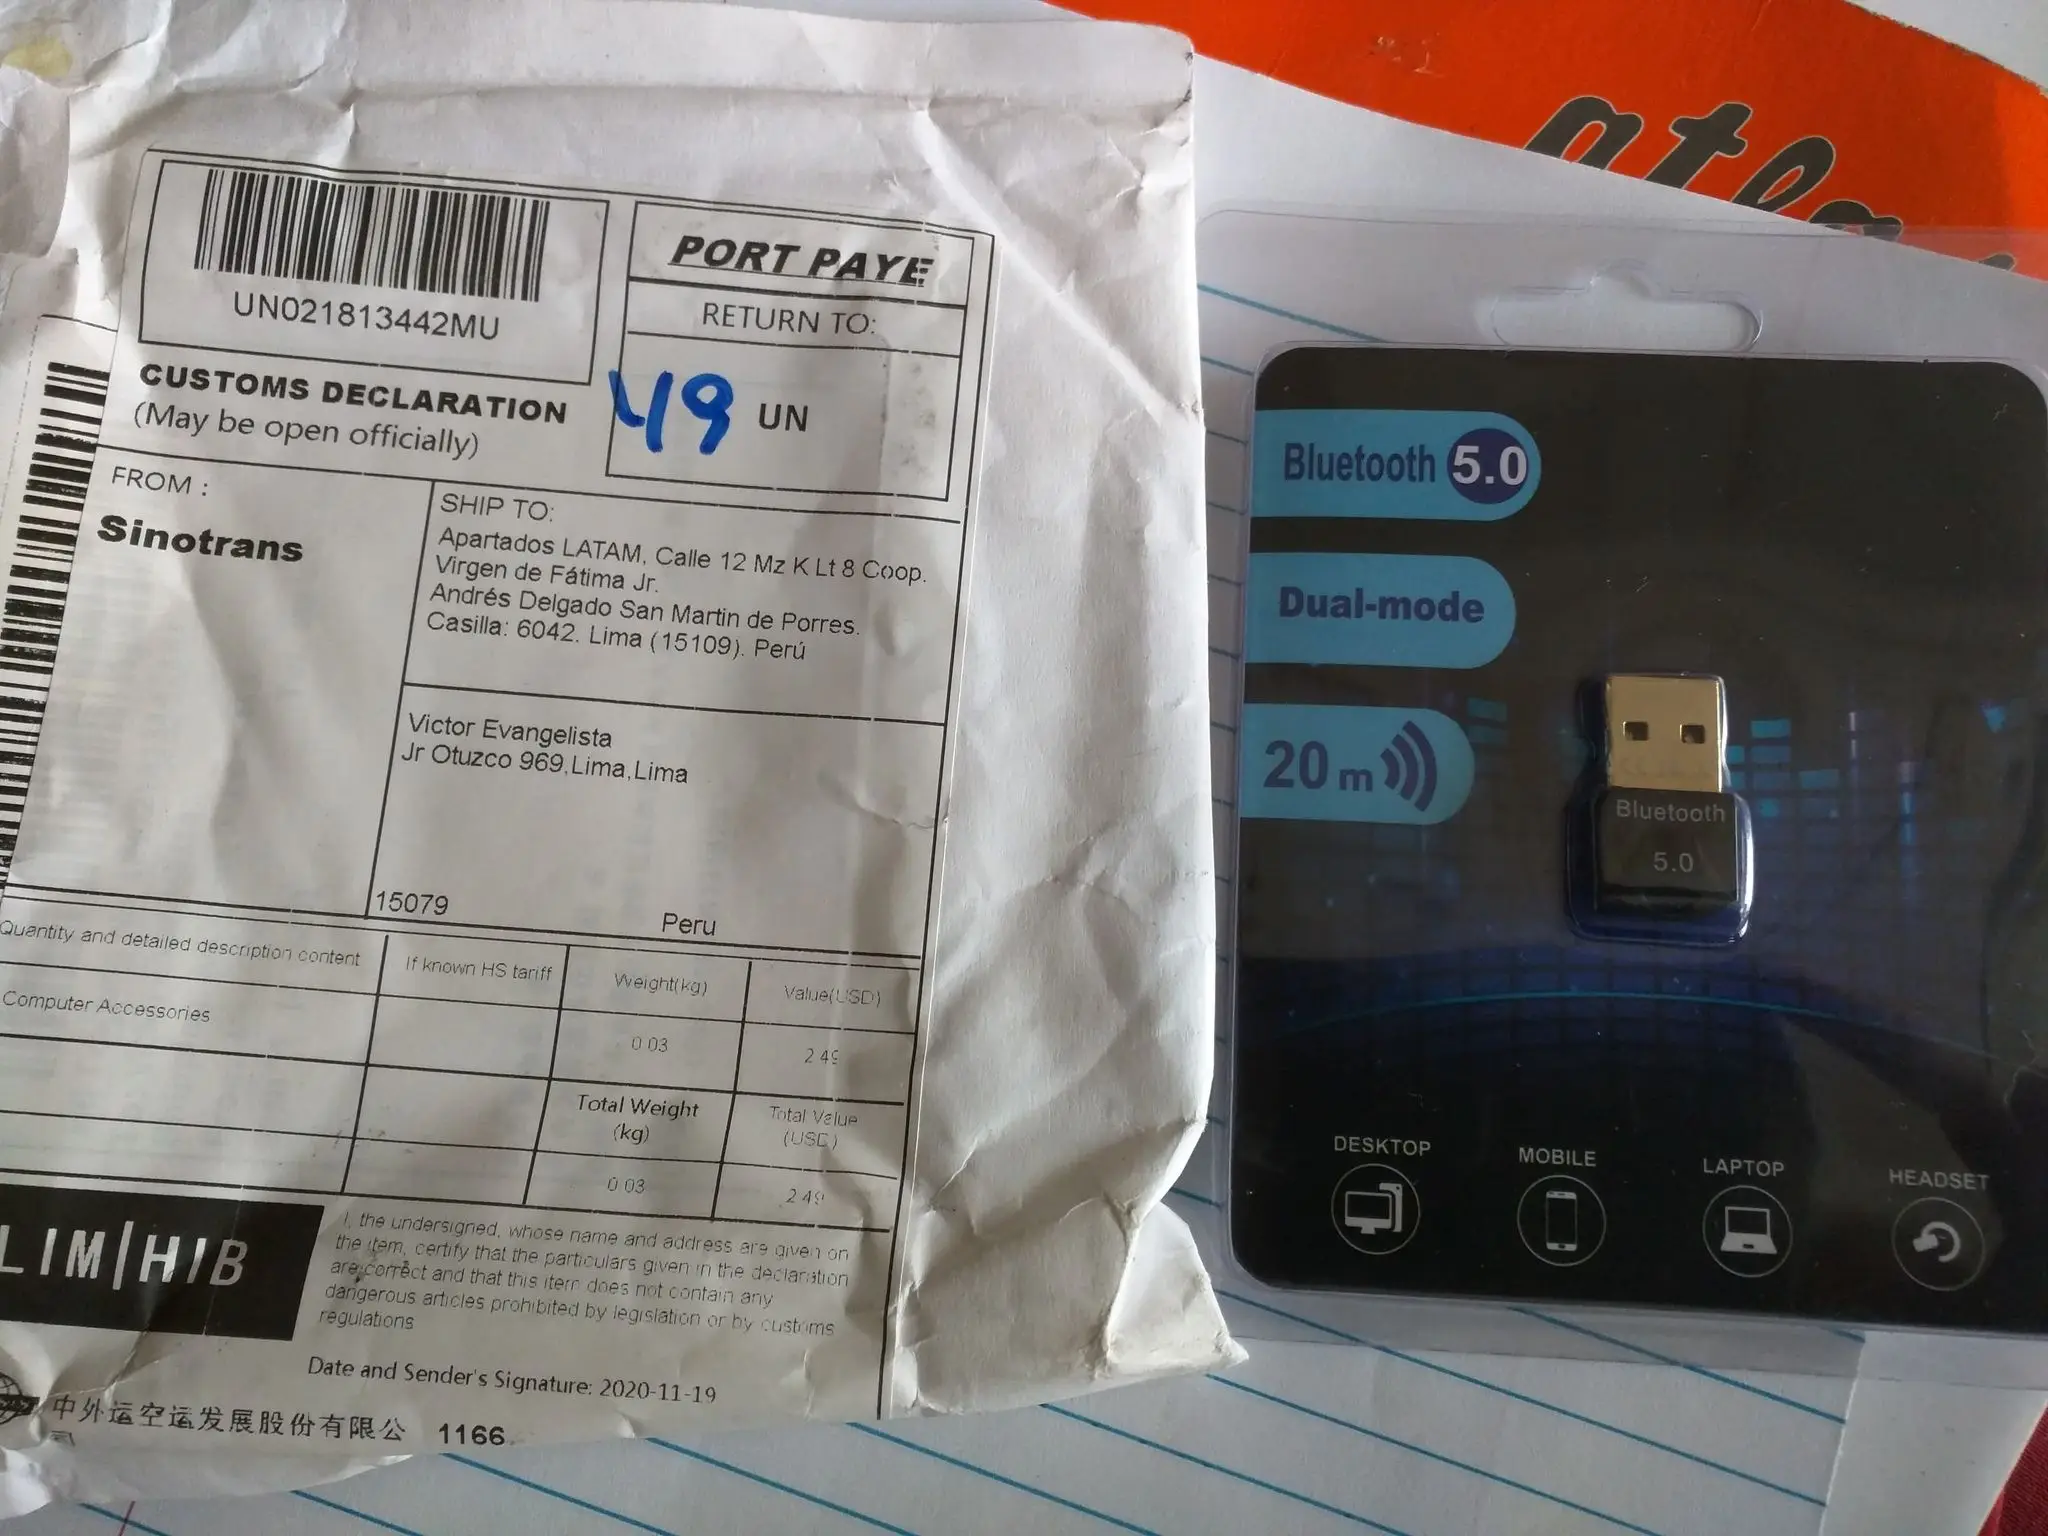 UN021813442MU
PORT PAYE
RETURN TO:
49 UN
CUSTOMS DECLARATION
(May be open officially)
FROM :
Sinotrans
SHIP TO:
Apartados LATAM, Calle 12 Mz K Lt 8 Coop.
Virgen de Fátima Jr.
Andrés Delgado San Martin de Porres.
Casilla: 6042. Lima (15109). Perú
Victor Evangelista
Jr Otuzco 969,Lima,Lima
15079 Peru
Quantity and detailed description content
If known HS tariff
Weight(kg)
Value(USD)
Computer Accessories
0.03
2.49
Total Weight
(kg)
Total Value
(USD)
0.03
2.49
LIM|H/B
I, the undersigned, whose name and address are given on
the item, certify that the particulars given in the declaration
are correct and that this item does not contain any
dangerous articles prohibited by legislation or by customs
regulations
Date and Sender's Signature: 2020-11-19
中外运空运发展股份有限公
司
1166
Bluetooth 5.0
Dual-mode
20 m
Bluetooth
5.0
DESKTOP
MOBILE
LAPTOP
HEADSET